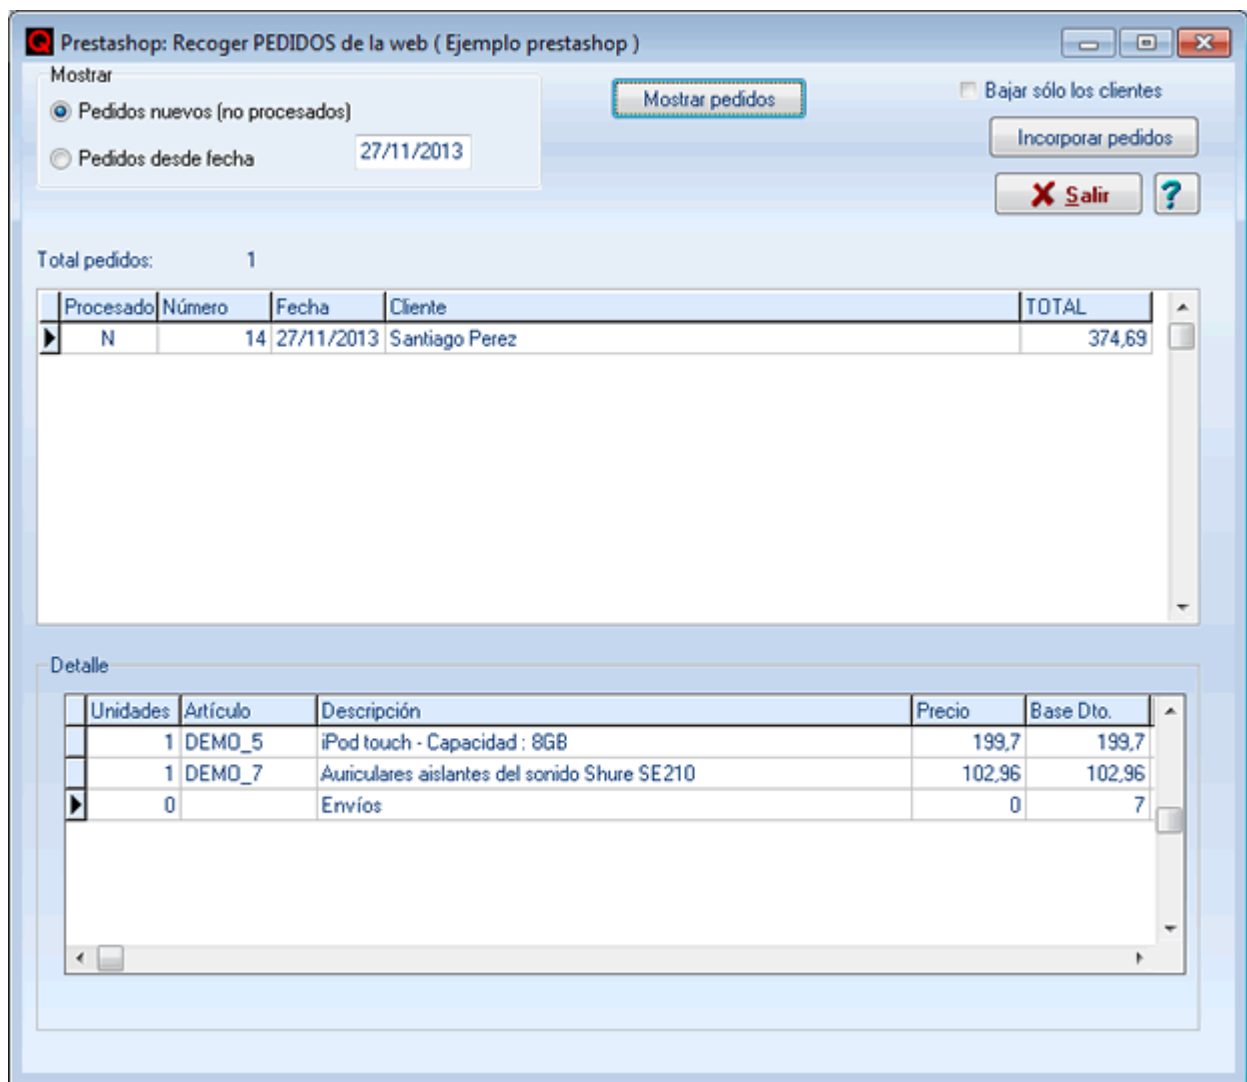 Prestashop: Recoger PEDIDOS de la web ( Ejemplo prestashop )
Mostrar
Pedidos nuevos (no procesados)
Pedidos desde fecha 27/11/2013
Mostrar pedidos
Bajar sólo los clientes
Incorporar pedidos
Salir ?
Total pedidos: 1
Procesado Número Fecha Cliente TOTAL
N 14 27/11/2013 Santiago Perez 374,69
Detalle
Unidades Artículo Descripción Precio Base Dto.
1 DEMO_5 iPod touch - Capacidad : 8GB 199,7 199,7
1 DEMO_7 Auriculares aislantes del sonido Shure SE210 102,96 102,96
0 Envíos 0 7